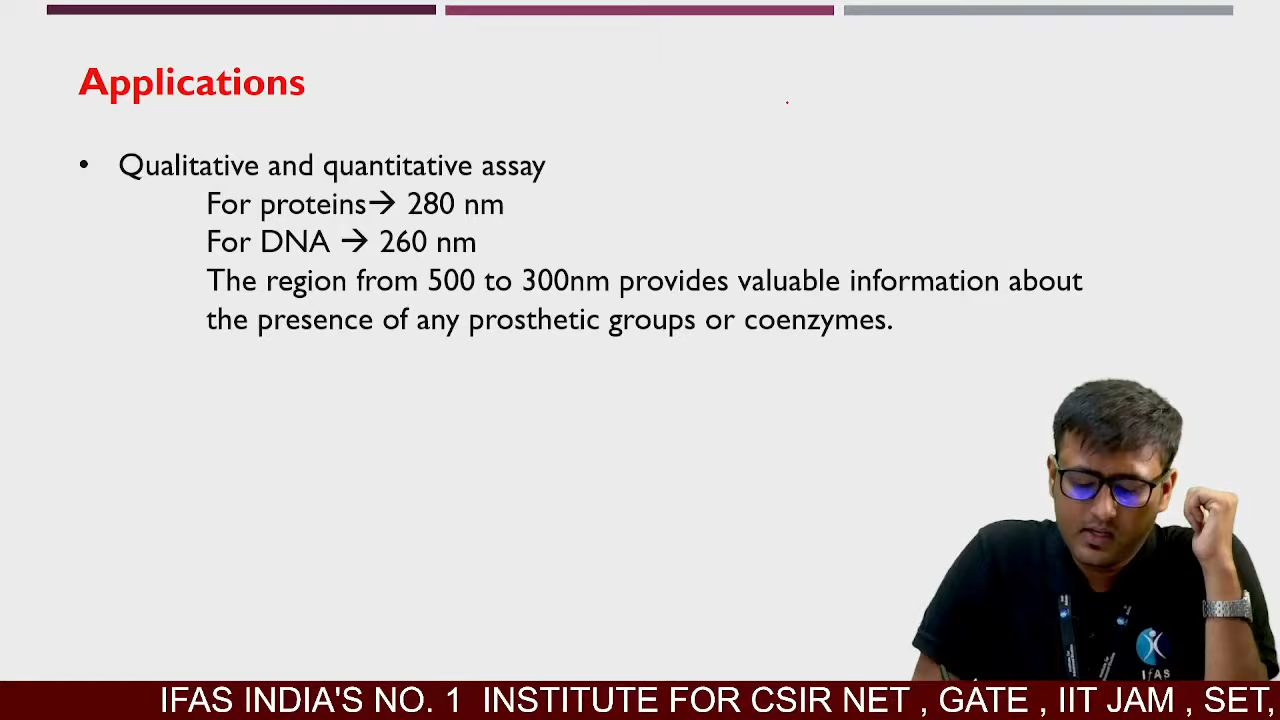 Applications
• Qualitative and quantitative assay
For proteins→ 280 nm
For DNA → 260 nm
The region from 500 to 300nm provides valuable information about
the presence of any prosthetic groups or coenzymes.
IFAS
IFAS INDIA'S NO. 1 INSTITUTE FOR CSIR NET , GATE , IIT JAM , SET,